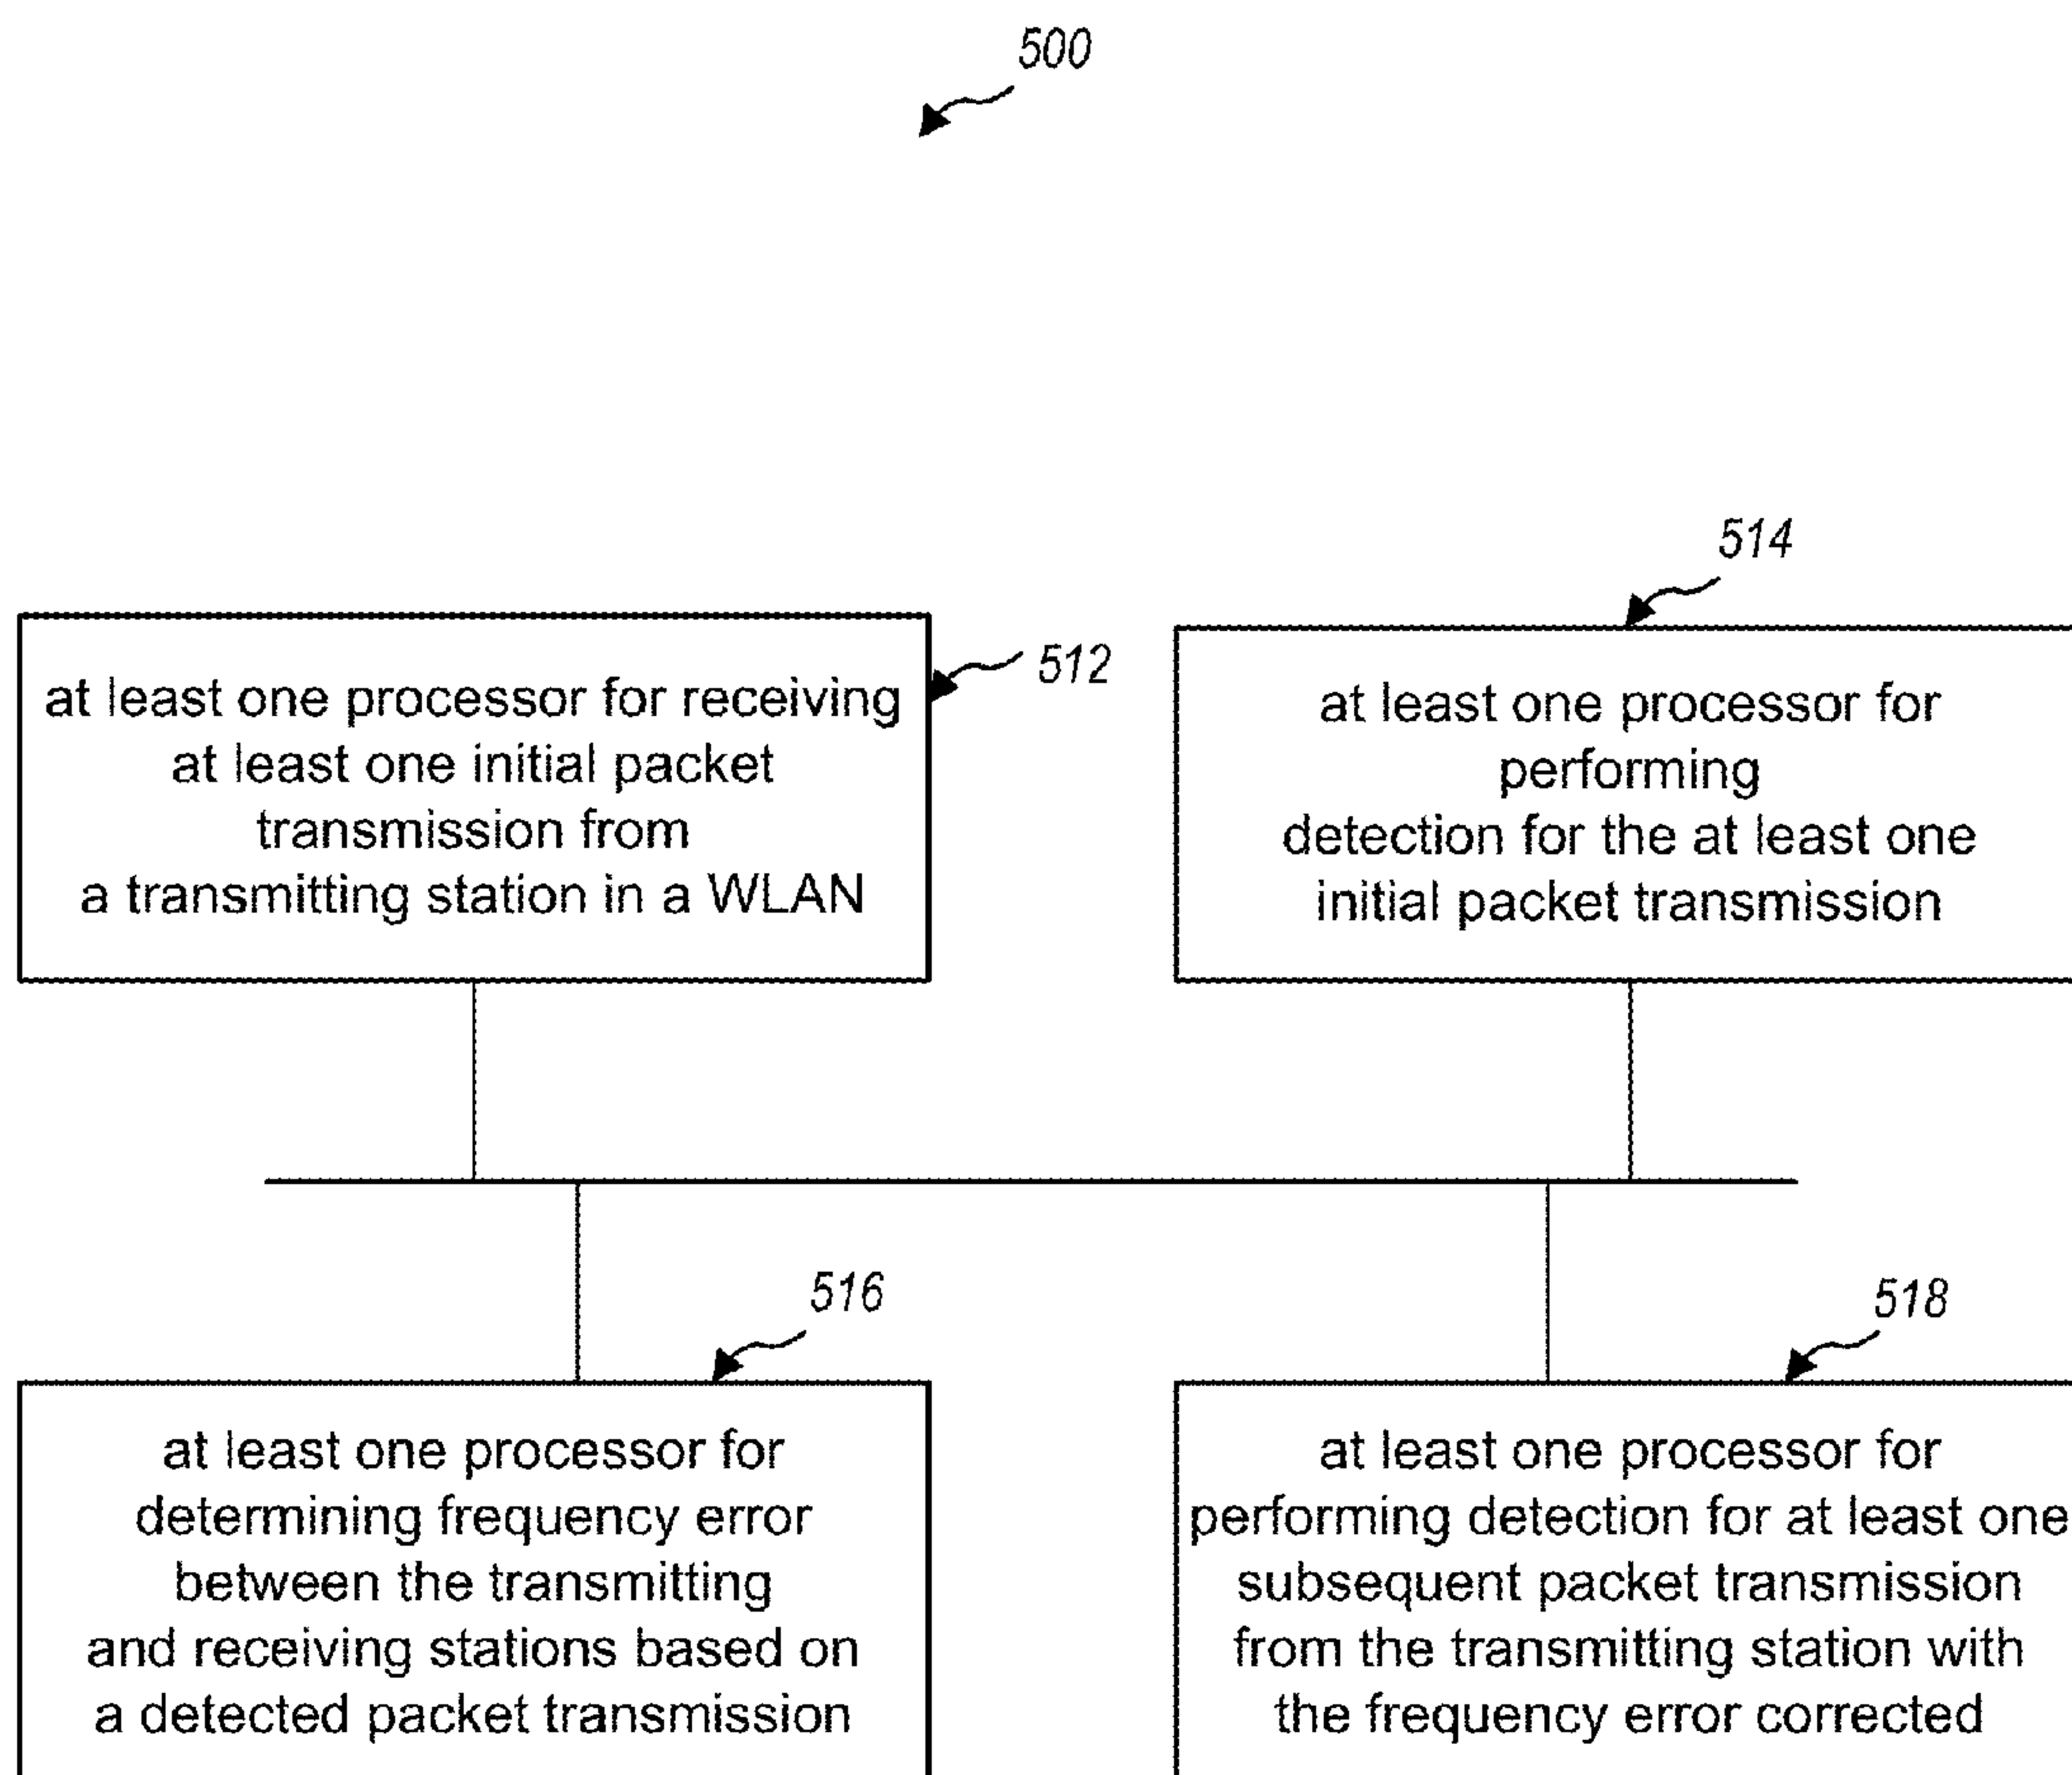 500
514
512
at least one processor for receiving
at least one initial packet
transmission from
a transmitting station in a WLAN
at least one processor for
performing
detection for the at least one
initial packet transmission
516
518
at least one processor for
determining frequency error
between the transmitting
and receiving stations based on
a detected packet transmission
at least one processor for
performing detection for at least one
subsequent packet transmission
from the transmitting station with
the frequency error corrected